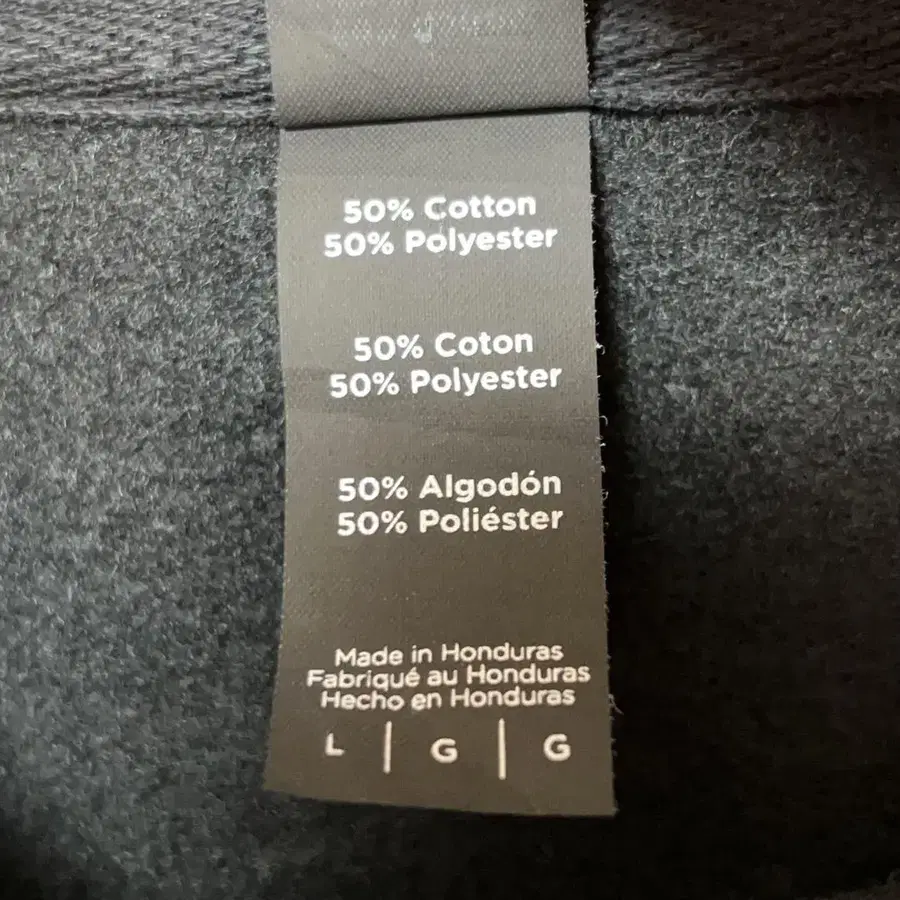 50% Cotton
50% Polyester
50% Coton
50% Polyester
50% Algodón
50% Poliéster
Made in Honduras
Fabriqué au Honduras
Hecho en Honduras
L | G | G